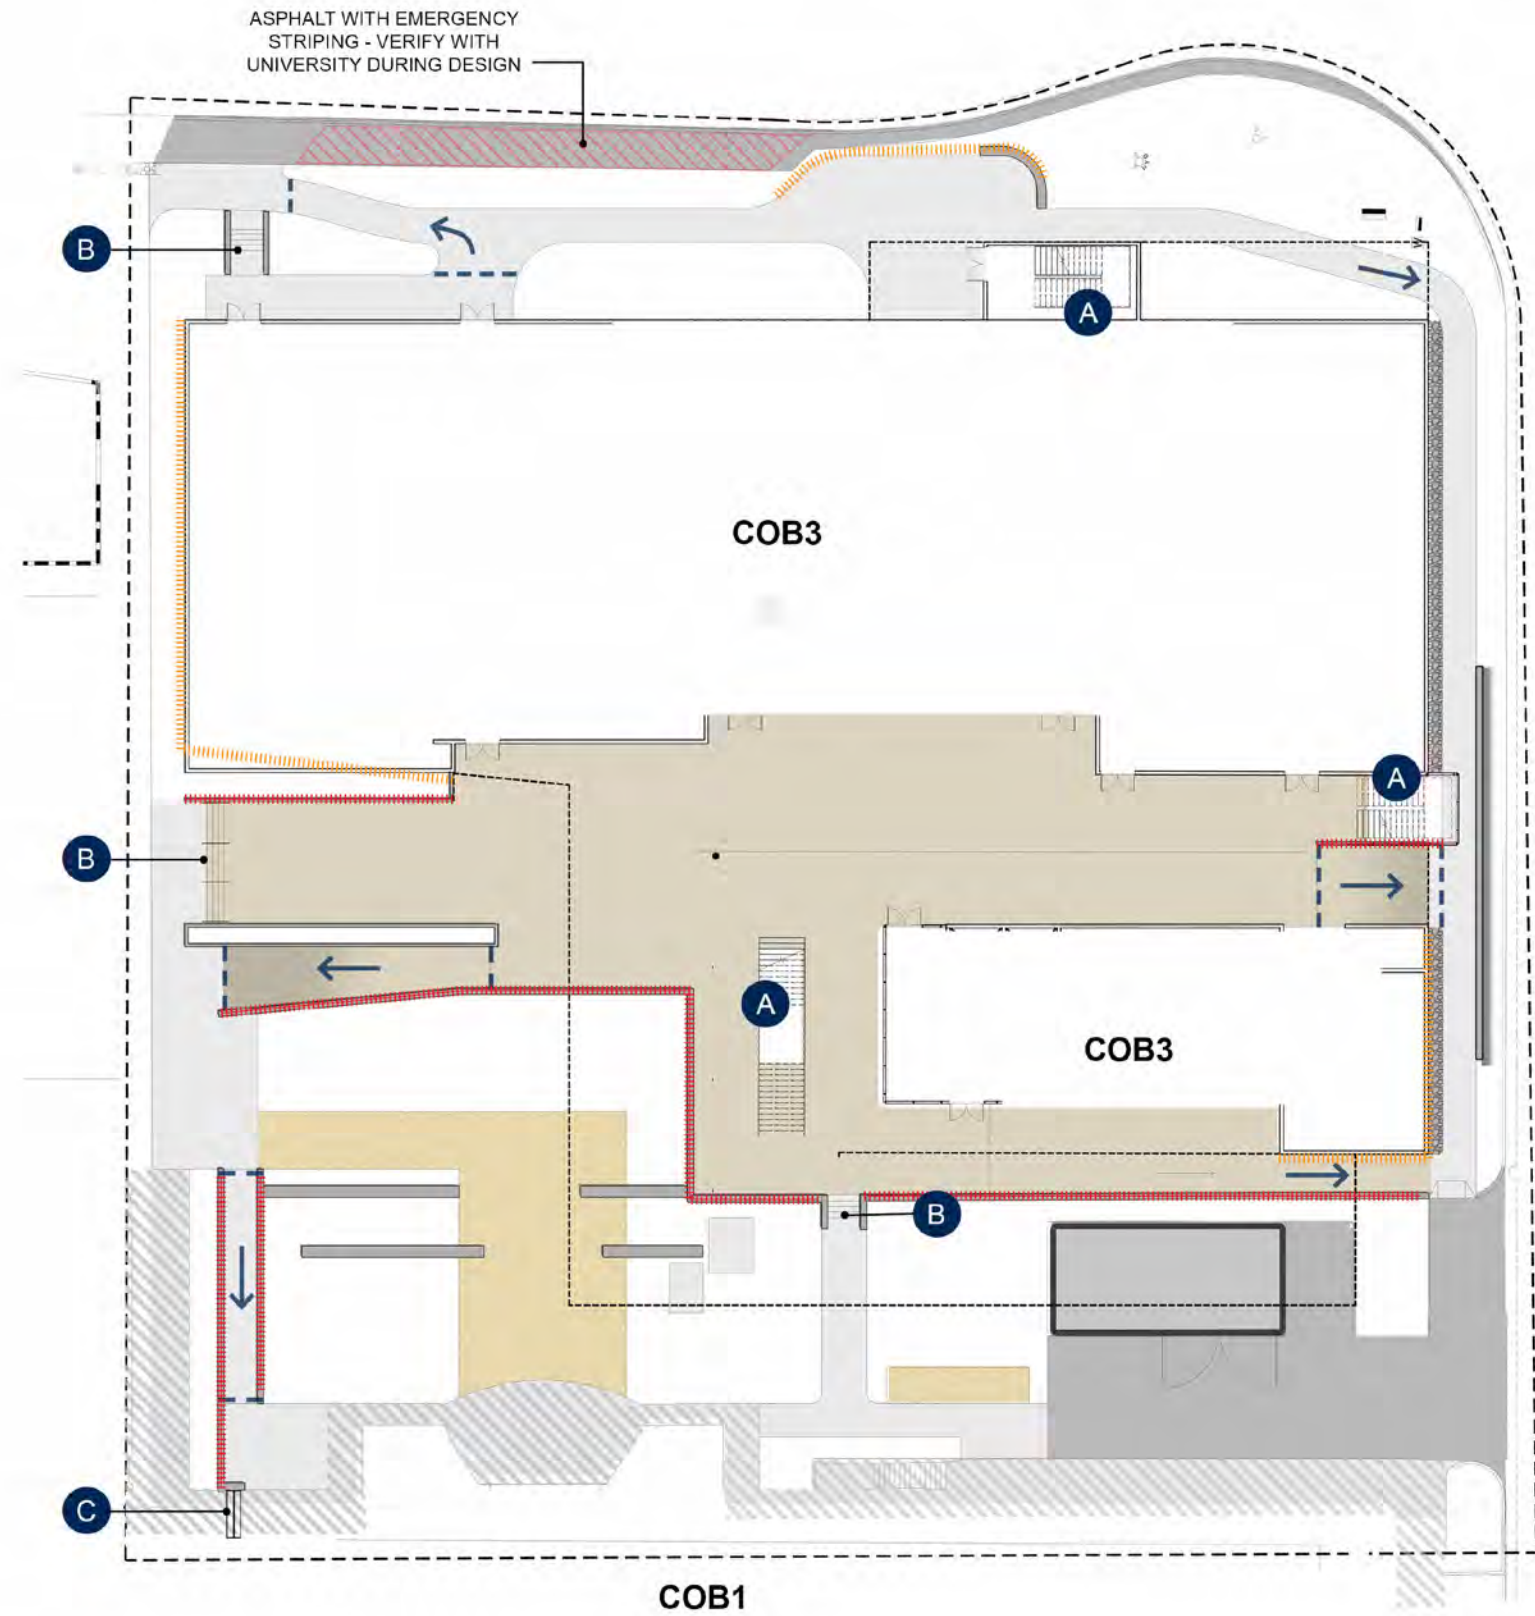 ASPHALT WITH EMERGENCY
STRIPING - VERIFY WITH
UNIVERSITY DURING DESIGN
B
A
COB3
A
B
A
COB3
B
C
COB1